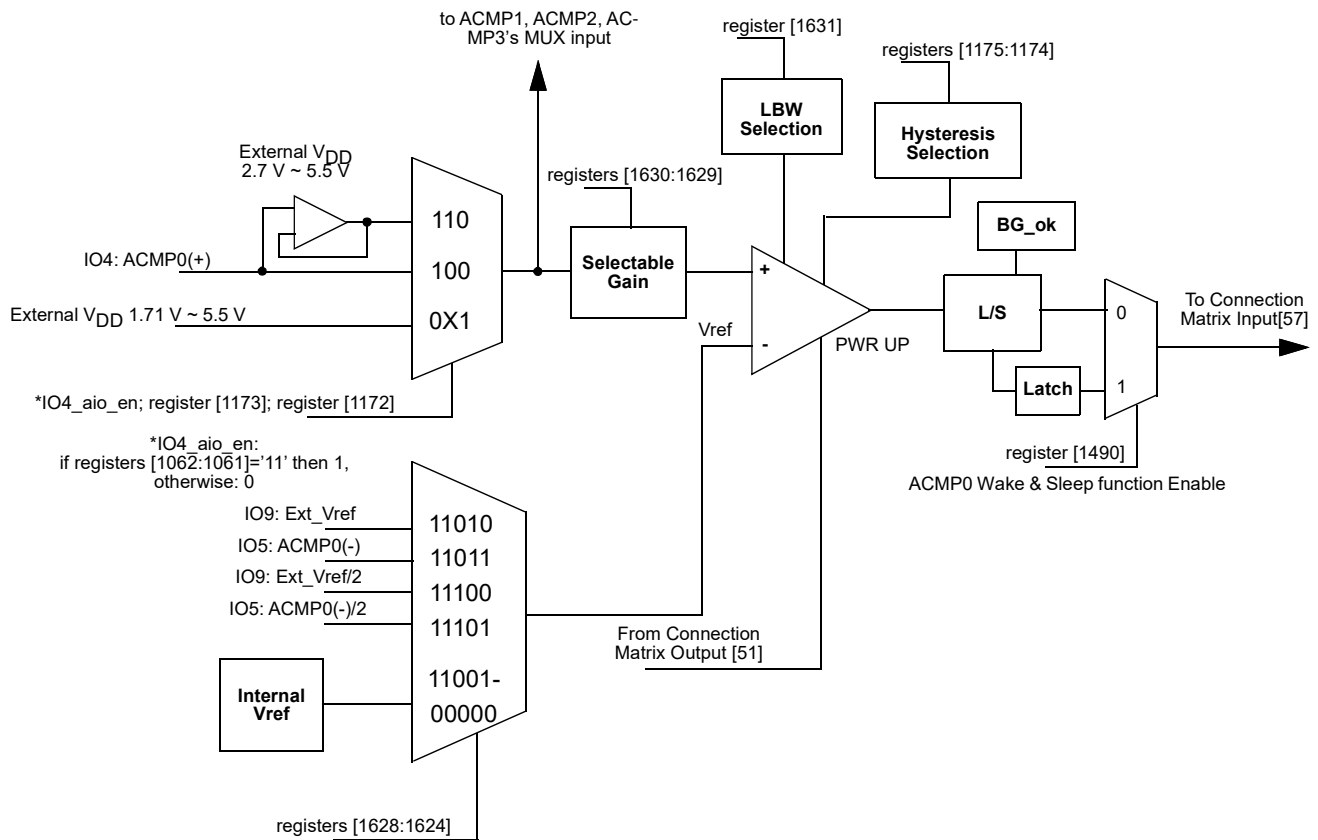 to ACMP1, ACMP2, AC-
MP3's MUX input
register [1631]
registers [1175:1174]
LBW
Selection
Hysteresis
Selection
External VDD
2.7 V ~ 5.5 V
registers [1630:1629]
110
BG_ok
IO4: ACMP0(+)
100
Selectable
Gain
+
External VDD 1.71 V ~ 5.5 V
0X1
L/S
0
To Connection
Matrix Input[57]
Vref
-
PWR UP
Latch
1
*IO4_aio_en; register [1173]; register [1172]
*IO4_aio_en:
if registers [1062:1061]='11' then 1,
otherwise: 0
register [1490]
ACMP0 Wake & Sleep function Enable
IO9: Ext_Vref
11010
IO5: ACMP0(-)
11011
IO9: Ext_Vref/2
11100
IO5: ACMP0(-)/2
11101
From Connection
Matrix Output [51]
11001-
00000
Internal
Vref
registers [1628:1624]